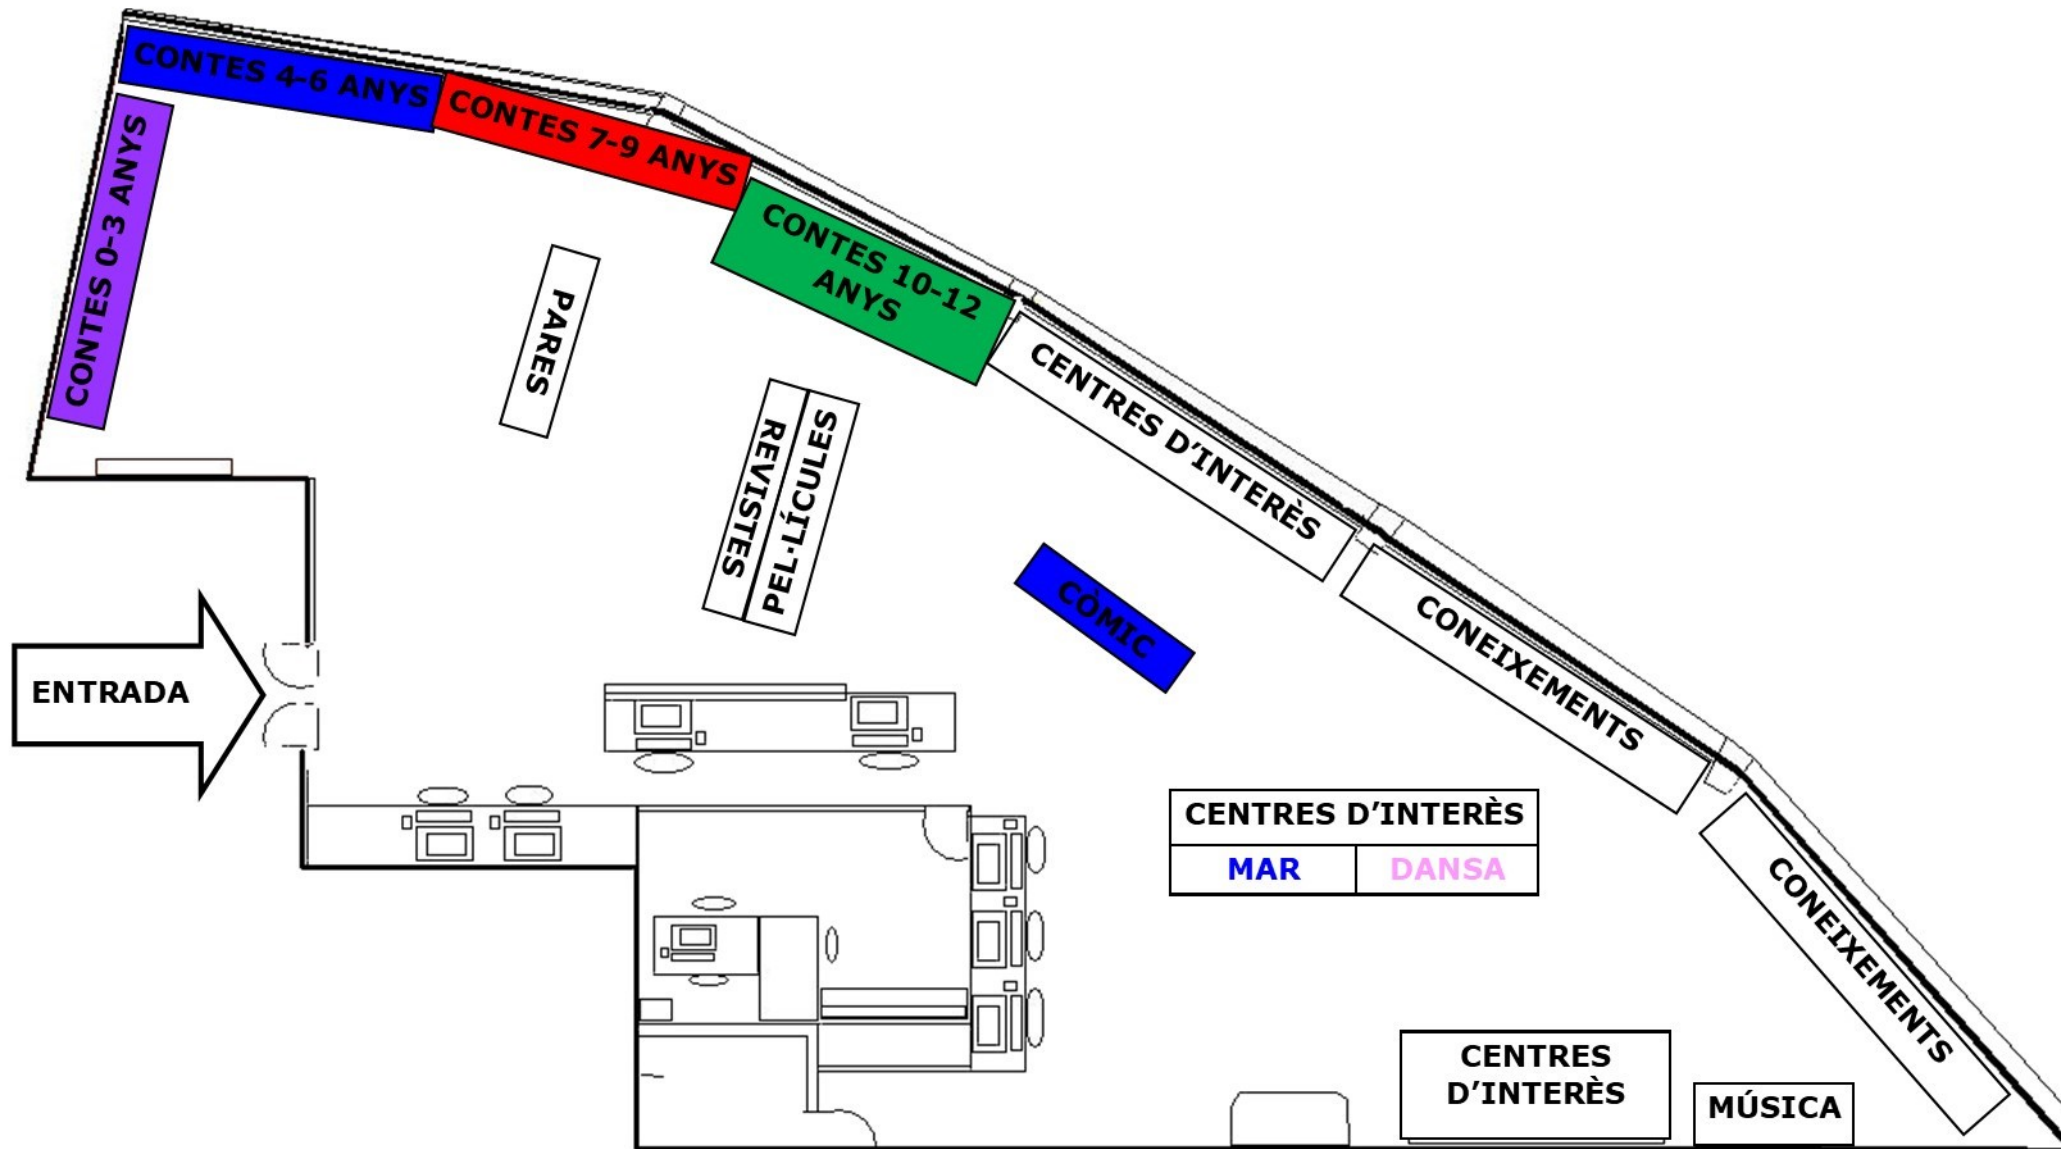 CONTES 4-6 ANYS
CONTES 7-9 ANYS
CONTES 0-3 ANYS
CONTES 10-12
ANYS
PARES
CENTRES D’INTERÈS
REVISTES
PEL·LÍCULES
CÒMIC
CONEIXEMENTS
ENTRADA
CENTRES D’INTERÈS
MAR
DANSA
CONEIXEMENTS
CENTRES
D’INTERÈS
MÚSICA